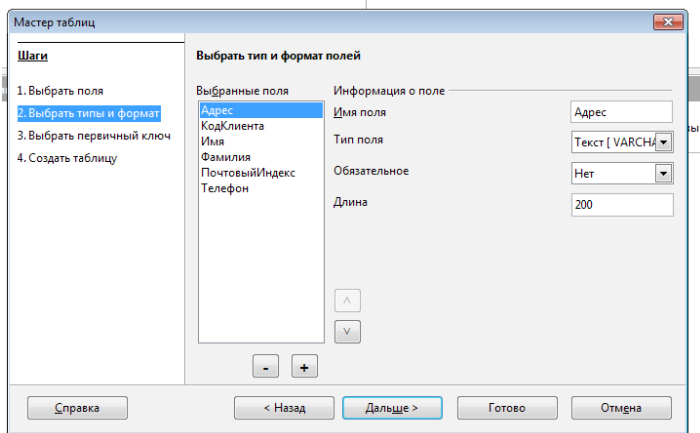 Мастер таблиц
Шаги
1. Выбрать поля
2. Выбрать типы и формат
3. Выбрать первичный ключ
4. Создать таблицу
Выбрать тип и формат полей
Выбранные поля
Адрес
КодКлиента
Имя
Фамилия
ПочтовыйИндекс
Телефон
- +
Информация о поле
Имя поля Адрес
Тип поля Текст [ VARCHA
Обязательное Нет
Длина 200
Справка < Назад Дальше > Готово Отмена